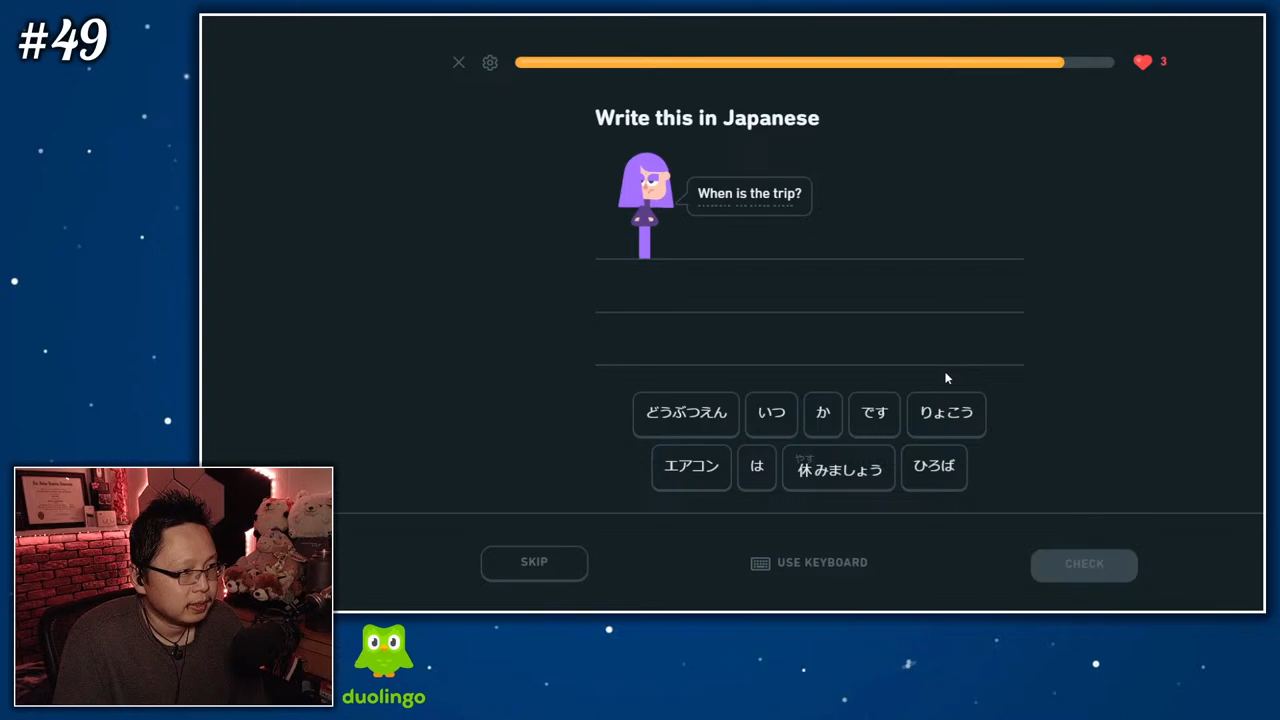 #49
3
Write this in Japanese
When is the trip?
どうぶつえん いつ か です りょこう
エアコン は 休みましょう ひろば
やす
SKIP USE KEYBOARD CHECK
duolingo